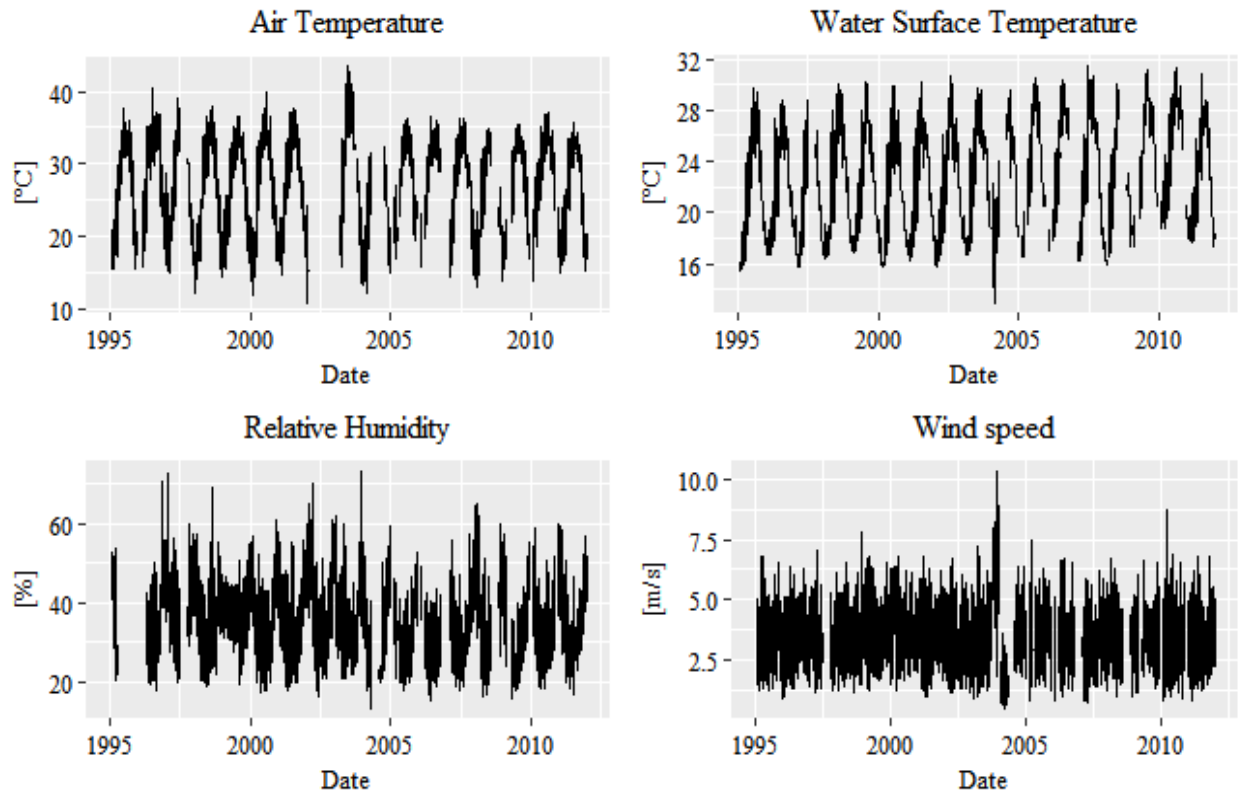 Air Temperature
[ºC]
40
30
20
10
1995 2000 2005 2010
Date
Water Surface Temperature
[ºC]
32
28
24
20
16
1995 2000 2005 2010
Date
Relative Humidity
[%]
60
40
20
1995 2000 2005 2010
Date
Wind speed
[m/s]
10.0
7.5
5.0
2.5
1995 2000 2005 2010
Date